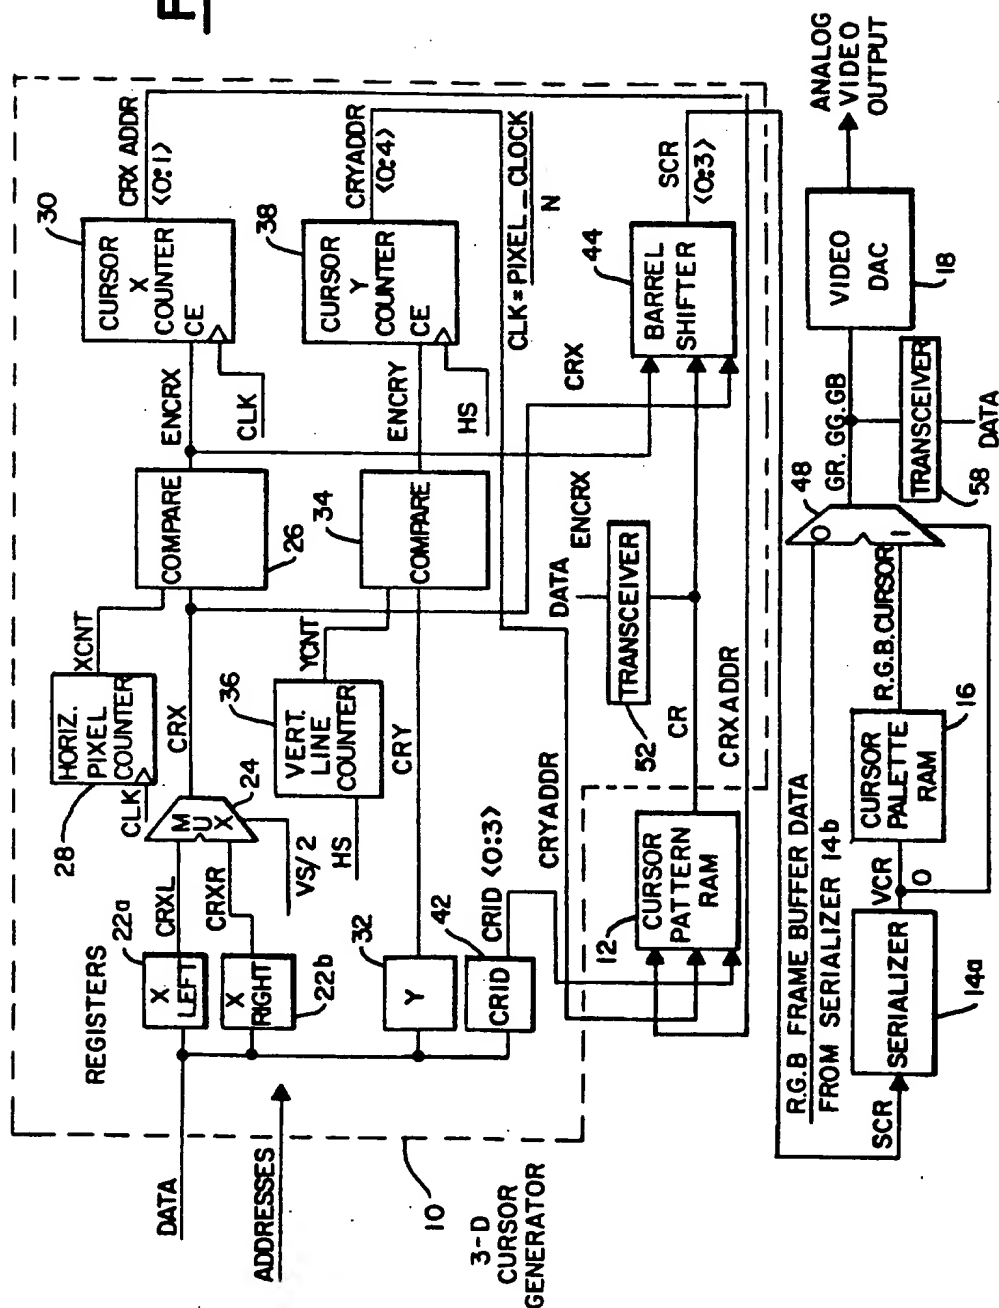 F
REGISTERS
DATA
ADDRESSES
10
3-D
CURSOR
GENERATOR
X
LEFT
22a
X
RIGHT
22b
Y
32
CRID
42
CRXL
CRXR
MUX
24
VS/2
CRX
HORIZ.
PIXEL
COUNTER
28
CLK
XCNT
VERT.
LINE
COUNTER
36
HS
YCNT
CRY
CRID <0:3>
CRYADDR
COMPARE
26
COMPARE
34
ENCRX
CLK
ENCRY
HS
CURSOR
X
COUNTER
CE
30
CRX ADDR
<0:1>
CURSOR
Y
COUNTER
CE
38
CRYADDR
<0:4>
CLK=PIXEL_CLOCK
N
CRX
ENCRX
DATA
TRANSCEIVER
52
CR
CRXADDR
12
CURSOR
PATTERN
RAM
44
BARREL
SHIFTER
SCR
<0:3>
R.G.B FRAME BUFFER DATA
FROM SERIALIZER 14b
SCR
SERIALIZER
14a
VCR
0
CURSOR
PALETTE
RAM
16
R.G.B.CURSOR
0
1
48
GR.GG.GB
TRANSCEIVER
58
DATA
VIDEO
DAC
18
ANALOG
VIDEO
OUTPUT